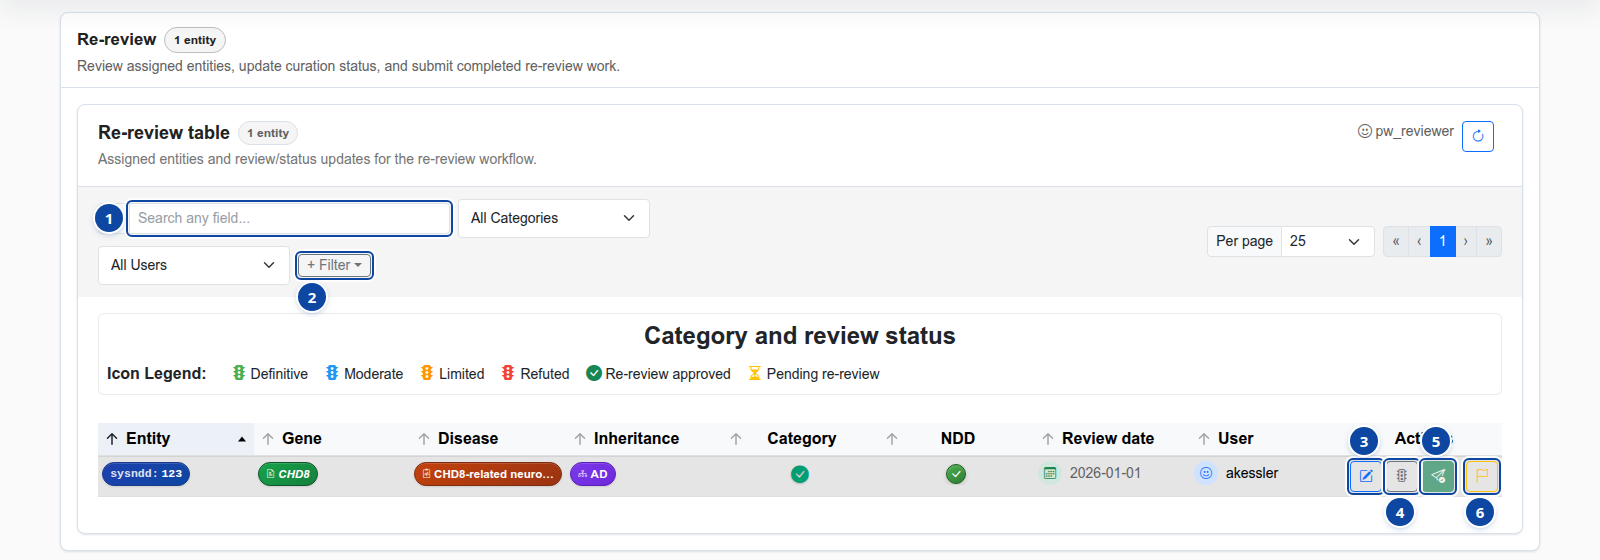 Re-review 1 entity
Review assigned entities, update curation status, and submit completed re-review work.
Re-review table 1 entity
pw_reviewer
Assigned entities and review/status updates for the re-review workflow.
1 Search any field... All Categories
Per page 25 « ‹ 1 › »
All Users + Filter
2
Category and review status
Icon Legend: Definitive Moderate Limited Refuted Re-review approved Pending re-review
Entity Gene Disease Inheritance Category NDD Review date User 3 5
sysndd: 123 CHD8 CHD8-related neuro... AD 2026-01-01 akessler
4 6